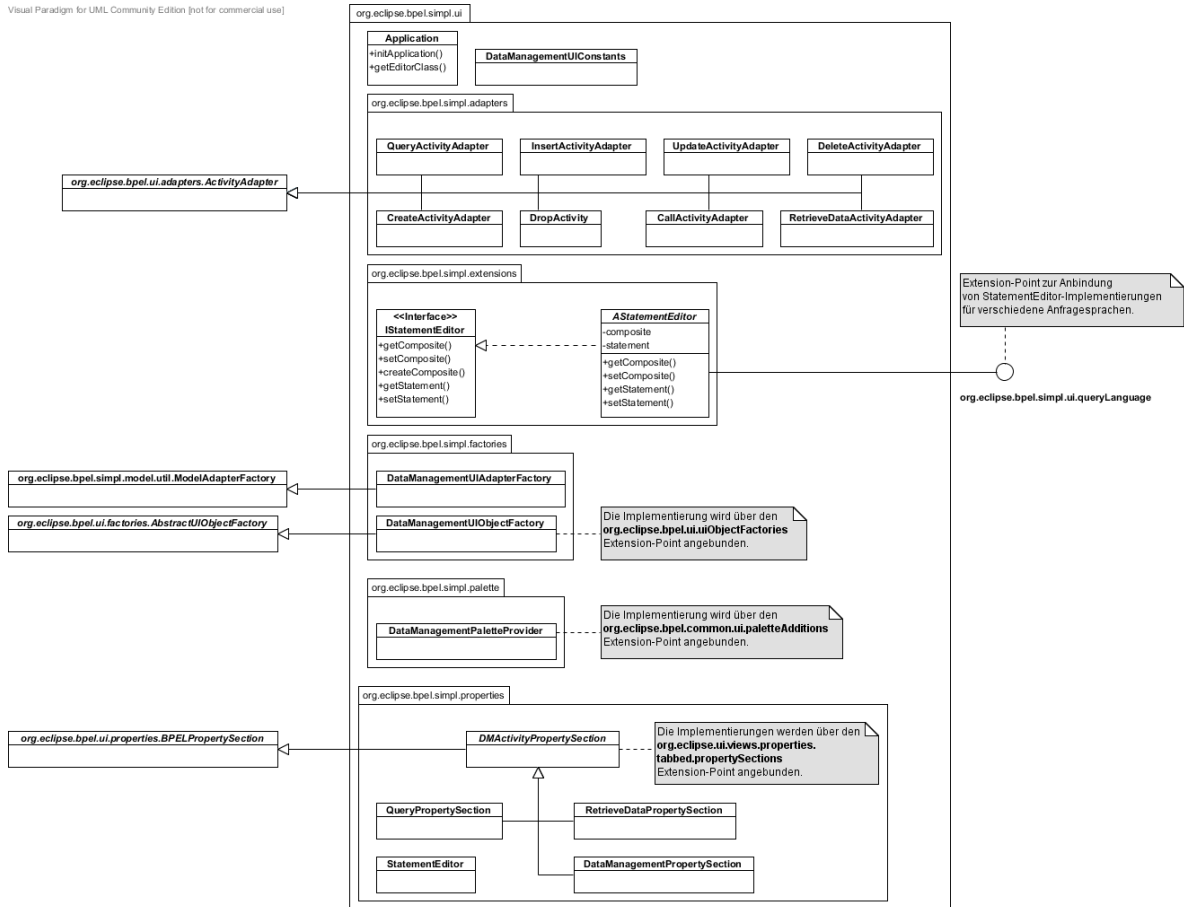 Visual Paradigm for UML Community Edition [not for commercial use]
org.eclipse.bpel.simpl.ui
Application
+initApplication()
+getEditorClass()
DataManagementUIConstants
org.eclipse.bpel.simpl.adapters
QueryActivityAdapter
InsertActivityAdapter
UpdateActivityAdapter
DeleteActivityAdapter
org.eclipse.bpel.ui.adapters.ActivityAdapter
CreateActivityAdapter
DropActivity
CallActivityAdapter
RetrieveDataActivityAdapter
org.eclipse.bpel.simpl.extensions
<<Interface>>
IStatementEditor
+getComposite()
+setComposite()
+createComposite()
+getStatement()
+setStatement()
AStatementEditor
-composite
-statement
+getComposite()
+setComposite()
+getStatement()
+setStatement()
Extension-Point zur Anbindung
von StatementEditor-Implementierungen
für verschiedene Anfragesprachen.
org.eclipse.bpel.simpl.ui.queryLanguage
org.eclipse.bpel.simpl.factories
org.eclipse.bpel.simpl.model.util.ModelAdapterFactory
DataManagementUIAdapterFactory
org.eclipse.bpel.ui.factories.AbstractUIObjectFactory
DataManagementUIObjectFactory
Die Implementierung wird über den
org.eclipse.bpel.ui.uiObjectFactories
Extension-Point angebunden.
org.eclipse.bpel.simpl.palette
DataManagementPaletteProvider
Die Implementierung wird über den
org.eclipse.bpel.common.ui.paletteAdditions
Extension-Point angebunden.
org.eclipse.bpel.simpl.properties
org.eclipse.bpel.ui.properties.BPELPropertySection
DMActivityPropertySection
Die Implementierungen werden über den
org.eclipse.ui.views.properties.
tabbed.propertySections
Extension-Point angebunden.
QueryPropertySection
RetrieveDataPropertySection
StatementEditor
DataManagementPropertySection